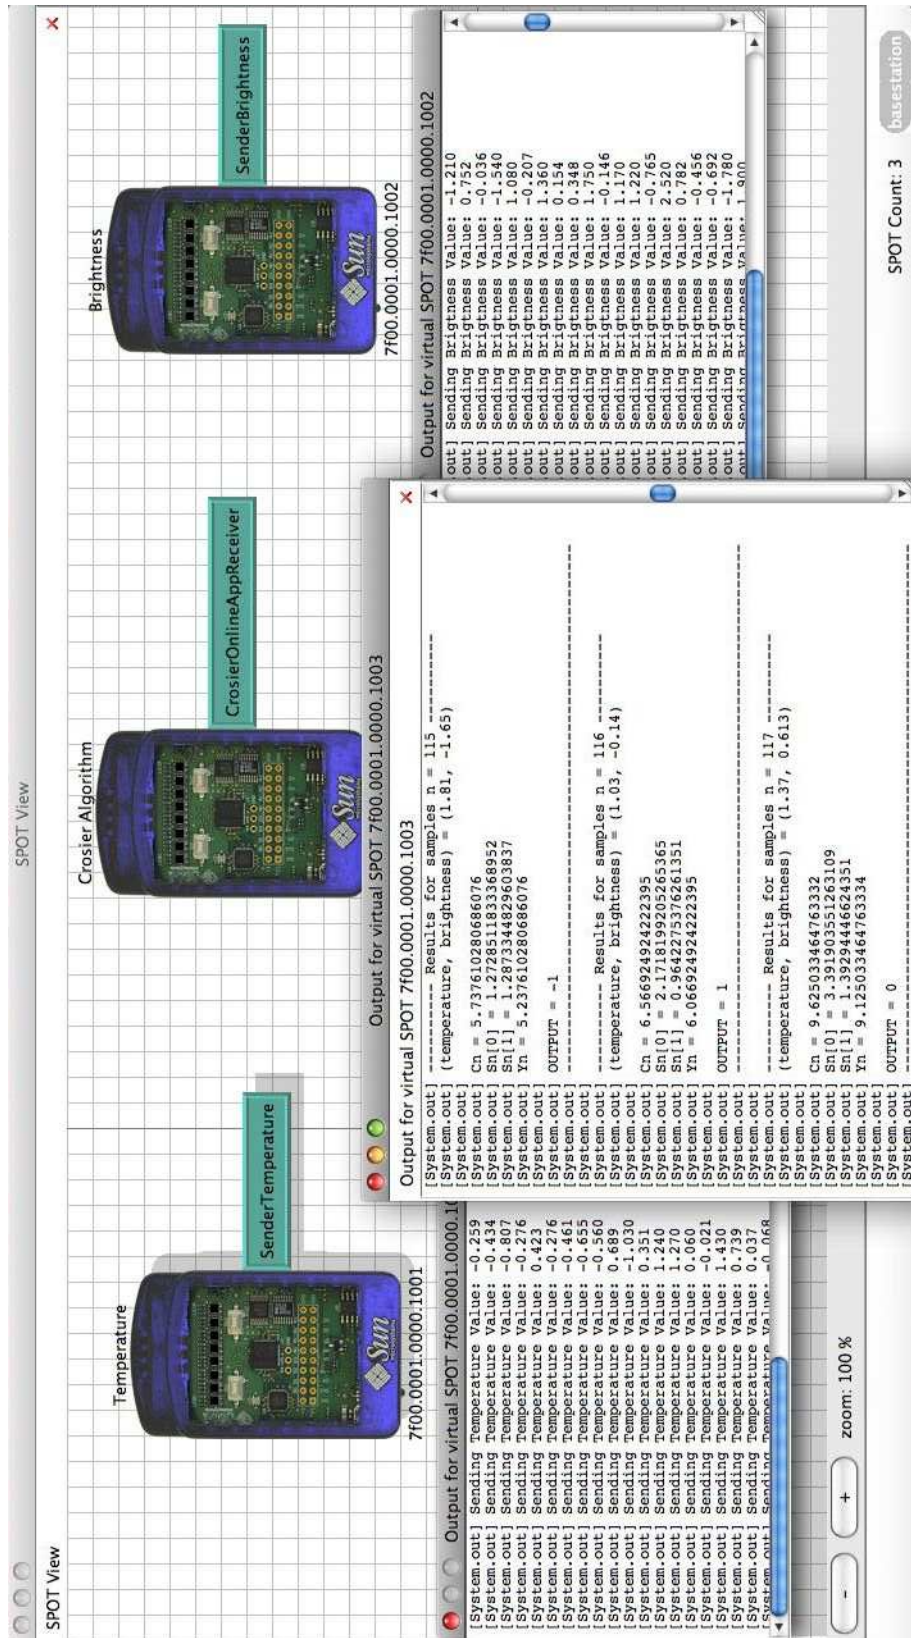 SPOT View
SPOT View
Temperature
SenderTemperature
Sun
7f00.0001.0000.1001
Crosier Algorithm
CrosierOnlineAppReceiver
Sun
Brightness
SenderBrightness
Sun
7f00.0001.0000.1002
Output for virtual SPOT 7f00.0001.0000.10
[System.out] Sending Temperature Value: -0.259
[System.out] Sending Temperature Value: -0.434
[System.out] Sending Temperature Value: -0.807
[System.out] Sending Temperature Value: -0.276
[System.out] Sending Temperature Value: 0.423
[System.out] Sending Temperature Value: -0.276
[System.out] Sending Temperature Value: -0.461
[System.out] Sending Temperature Value: -0.655
[System.out] Sending Temperature Value: -0.560
[System.out] Sending Temperature Value: 0.689
[System.out] Sending Temperature Value: -1.030
[System.out] Sending Temperature Value: 0.351
[System.out] Sending Temperature Value: 1.240
[System.out] Sending Temperature Value: 1.270
[System.out] Sending Temperature Value: 0.060
[System.out] Sending Temperature Value: -0.021
[System.out] Sending Temperature Value: 1.430
[System.out] Sending Temperature Value: 0.739
[System.out] Sending Temperature Value: 0.037
[System.out] Sending Temperature Value: -0.068
Output for virtual SPOT 7f00.0001.0000.1003
Output for virtual SPOT 7f00.0001.0000.1003
[System.out] ---------- Results for samples n = 115 ----------
[System.out] (temperature, brightness) = (1.81, -1.65)
[System.out]
[System.out] Cn = 5.737610280686076
[System.out] Sn[0] = 1.2728511833368952
[System.out] Sn[1] = 1.2873344829603837
[System.out] Yn = 5.237610280686076
[System.out]
[System.out] OUTPUT = -1
[System.out] ----------------------------------------
[System.out]
[System.out] ---------- Results for samples n = 116 ----------
[System.out] (temperature, brightness) = (1.03, -0.14)
[System.out]
[System.out] Cn = 6.566924924222395
[System.out] Sn[0] = 2.1718199205265365
[System.out] Sn[1] = 0.9642275376261351
[System.out] Yn = 6.066924924222395
[System.out]
[System.out] OUTPUT = 1
[System.out] ----------------------------------------
[System.out]
[System.out] ---------- Results for samples n = 117 ----------
[System.out] (temperature, brightness) = (1.37, 0.613)
[System.out]
[System.out] Cn = 9.625033464763332
[System.out] Sn[0] = 3.3919035512631​09
[System.out] Sn[1] = 1.392944466​24351
[System.out] Yn = 9.125033464763334
[System.out]
[System.out] OUTPUT = 0
[System.out] ----------------------------------------
Output for virtual SPOT 7f00.0001.0000.1002
.out] Sending Brigtness Value: -1.210
.out] Sending Brigtness Value: 0.752
.out] Sending Brigtness Value: -0.036
.out] Sending Brigtness Value: -1.540
.out] Sending Brigtness Value: 1.080
.out] Sending Brigtness Value: -0.207
.out] Sending Brigtness Value: 1.360
.out] Sending Brigtness Value: 0.154
.out] Sending Brigtness Value: 0.348
.out] Sending Brigtness Value: 1.750
.out] Sending Brigtness Value: -0.146
.out] Sending Brigtness Value: 1.170
.out] Sending Brigtness Value: 1.220
.out] Sending Brigtness Value: -0.765
.out] Sending Brigtness Value: 2.520
.out] Sending Brigtness Value: 0.782
.out] Sending Brigtness Value: -0.456
.out] Sending Brigtness Value: -0.692
.out] Sending Brigtness Value: -1.780
.out] Sending Brigtness Value: 1.900
- + zoom: 100 %
SPOT Count: 3
basestation